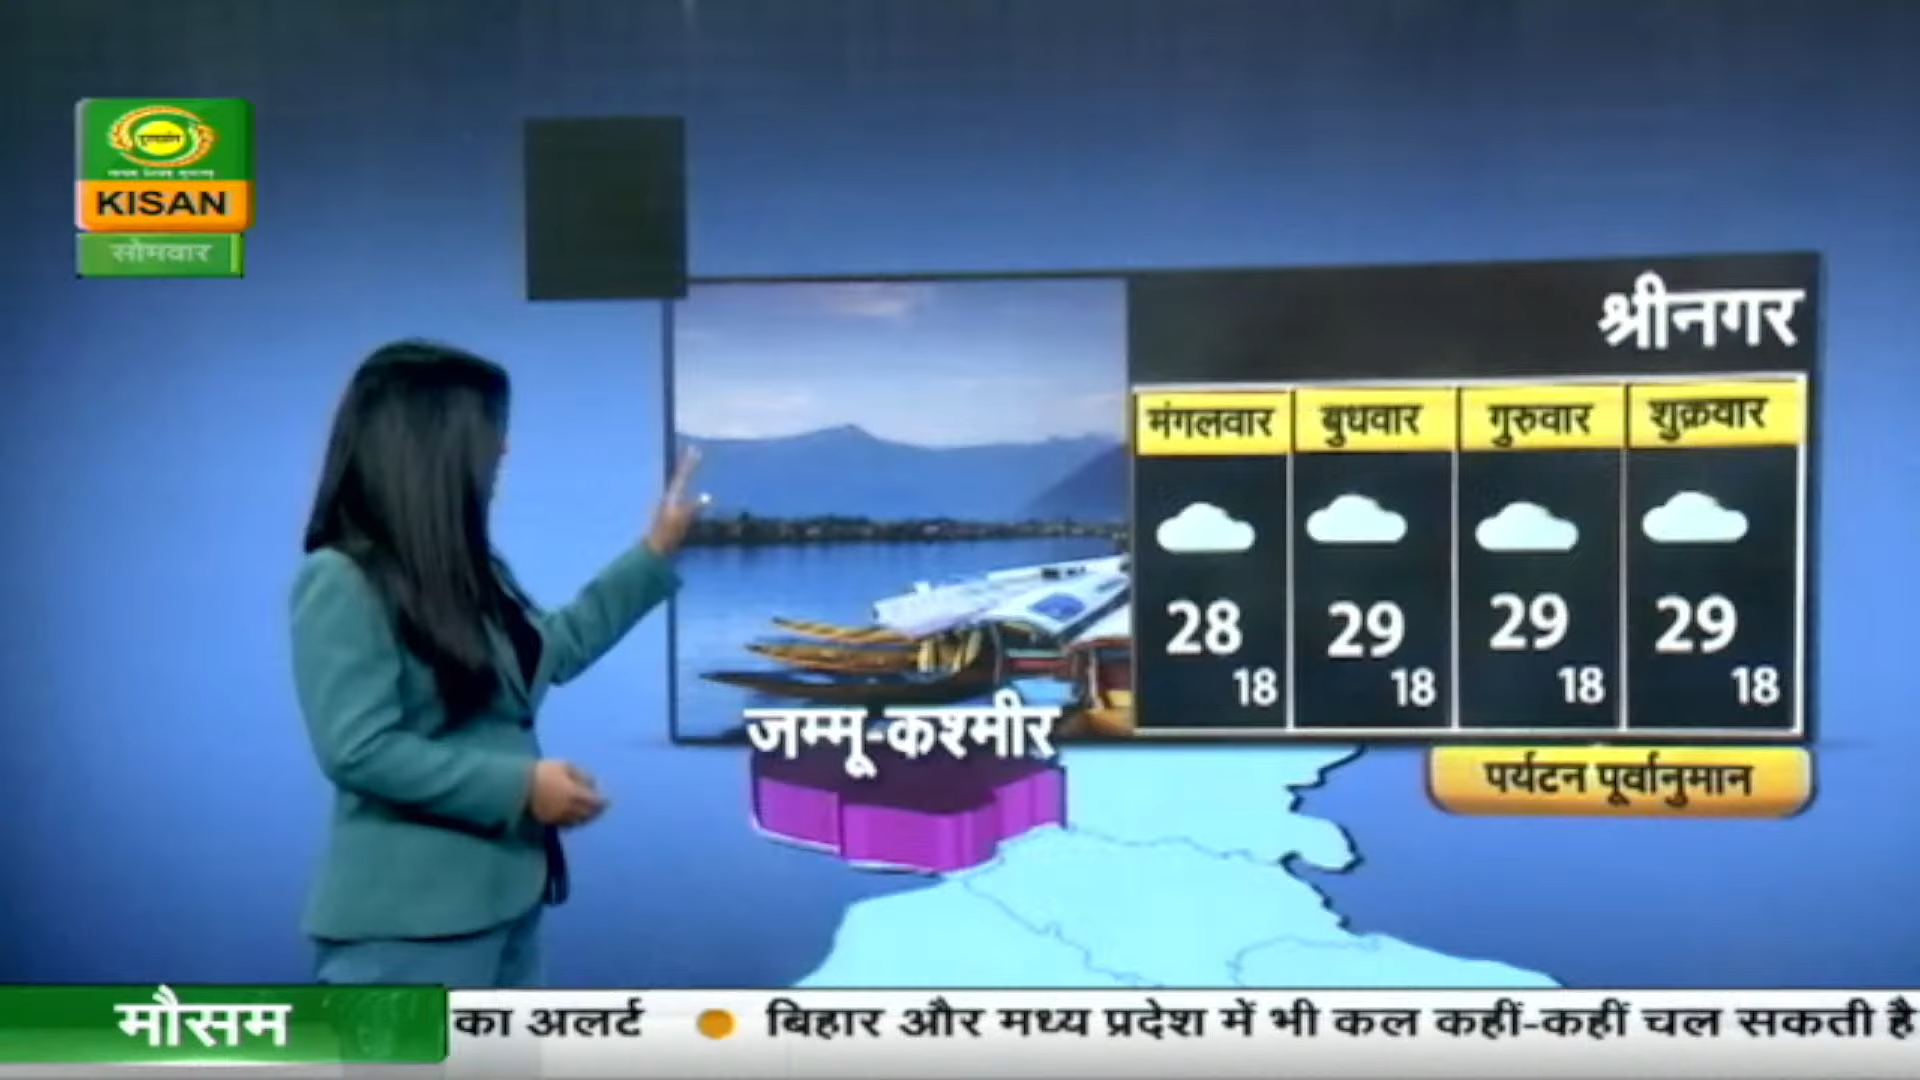 KISAN
सोमवार
श्रीनगर
मंगलवार बुधवार गुरुवार शुक्रवार
28 29 29 29
18 18 18 18
जम्मू-कश्मीर
पर्यटन पूर्वानुमान
मौसम का अलर्ट ● बिहार और मध्य प्रदेश में भी कल कहीं-कहीं चल सकती है